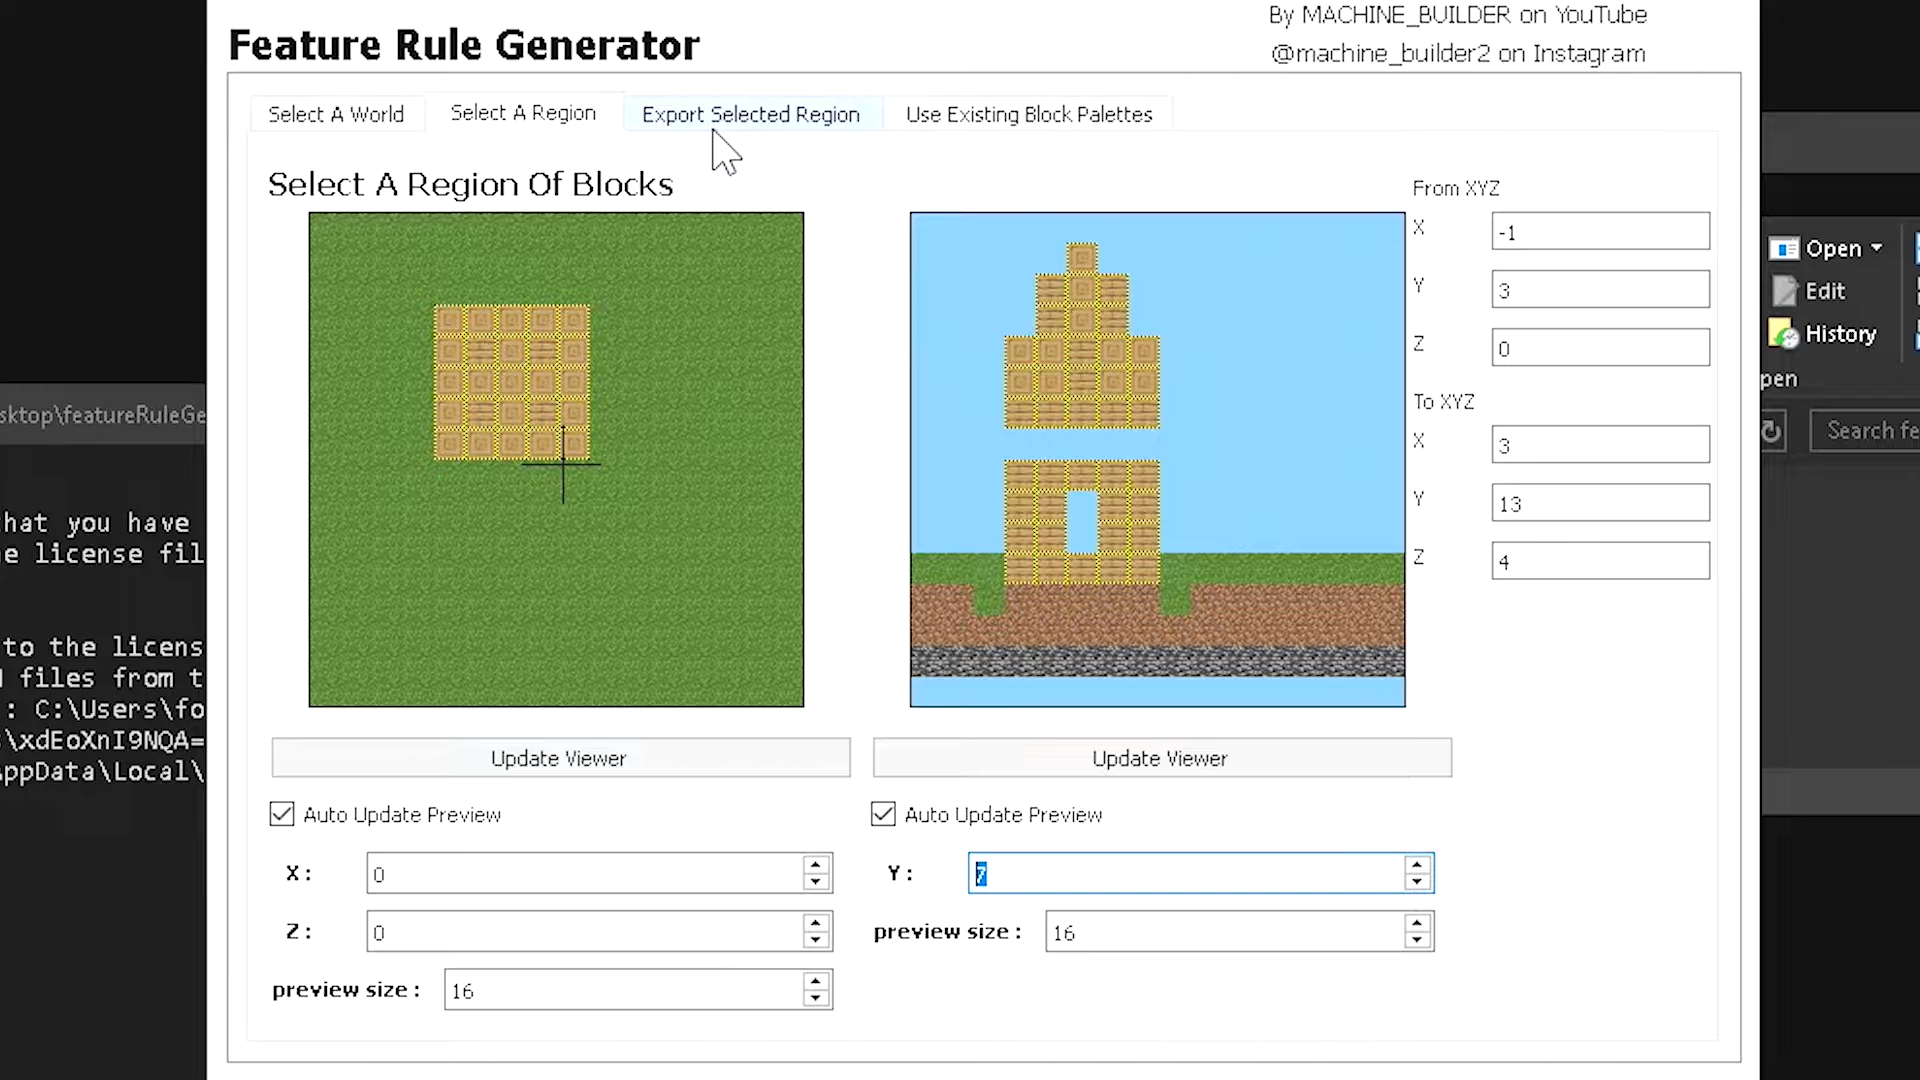 By MACHINE_BUILDER on YouTube
Feature Rule Generator
@machine_builder2 on Instagram
Select A World
Select A Region
Export Selected Region
Use Existing Block Palettes
Select A Region Of Blocks
From XYZ
X
-1
Y
3
Z
0
To XYZ
X
3
Y
13
Z
4
Update Viewer
Update Viewer
Auto Update Preview
Auto Update Preview
X :
0
Y :
7
Z :
0
preview size :
16
preview size :
16
Open
Edit
History
pen
Search fe
sktop\featureRuleGe
hat you have
e license fil
to the licens
files from t
: C:\Users\fo
\xdEoXnI9NQA=
ppData\Local\